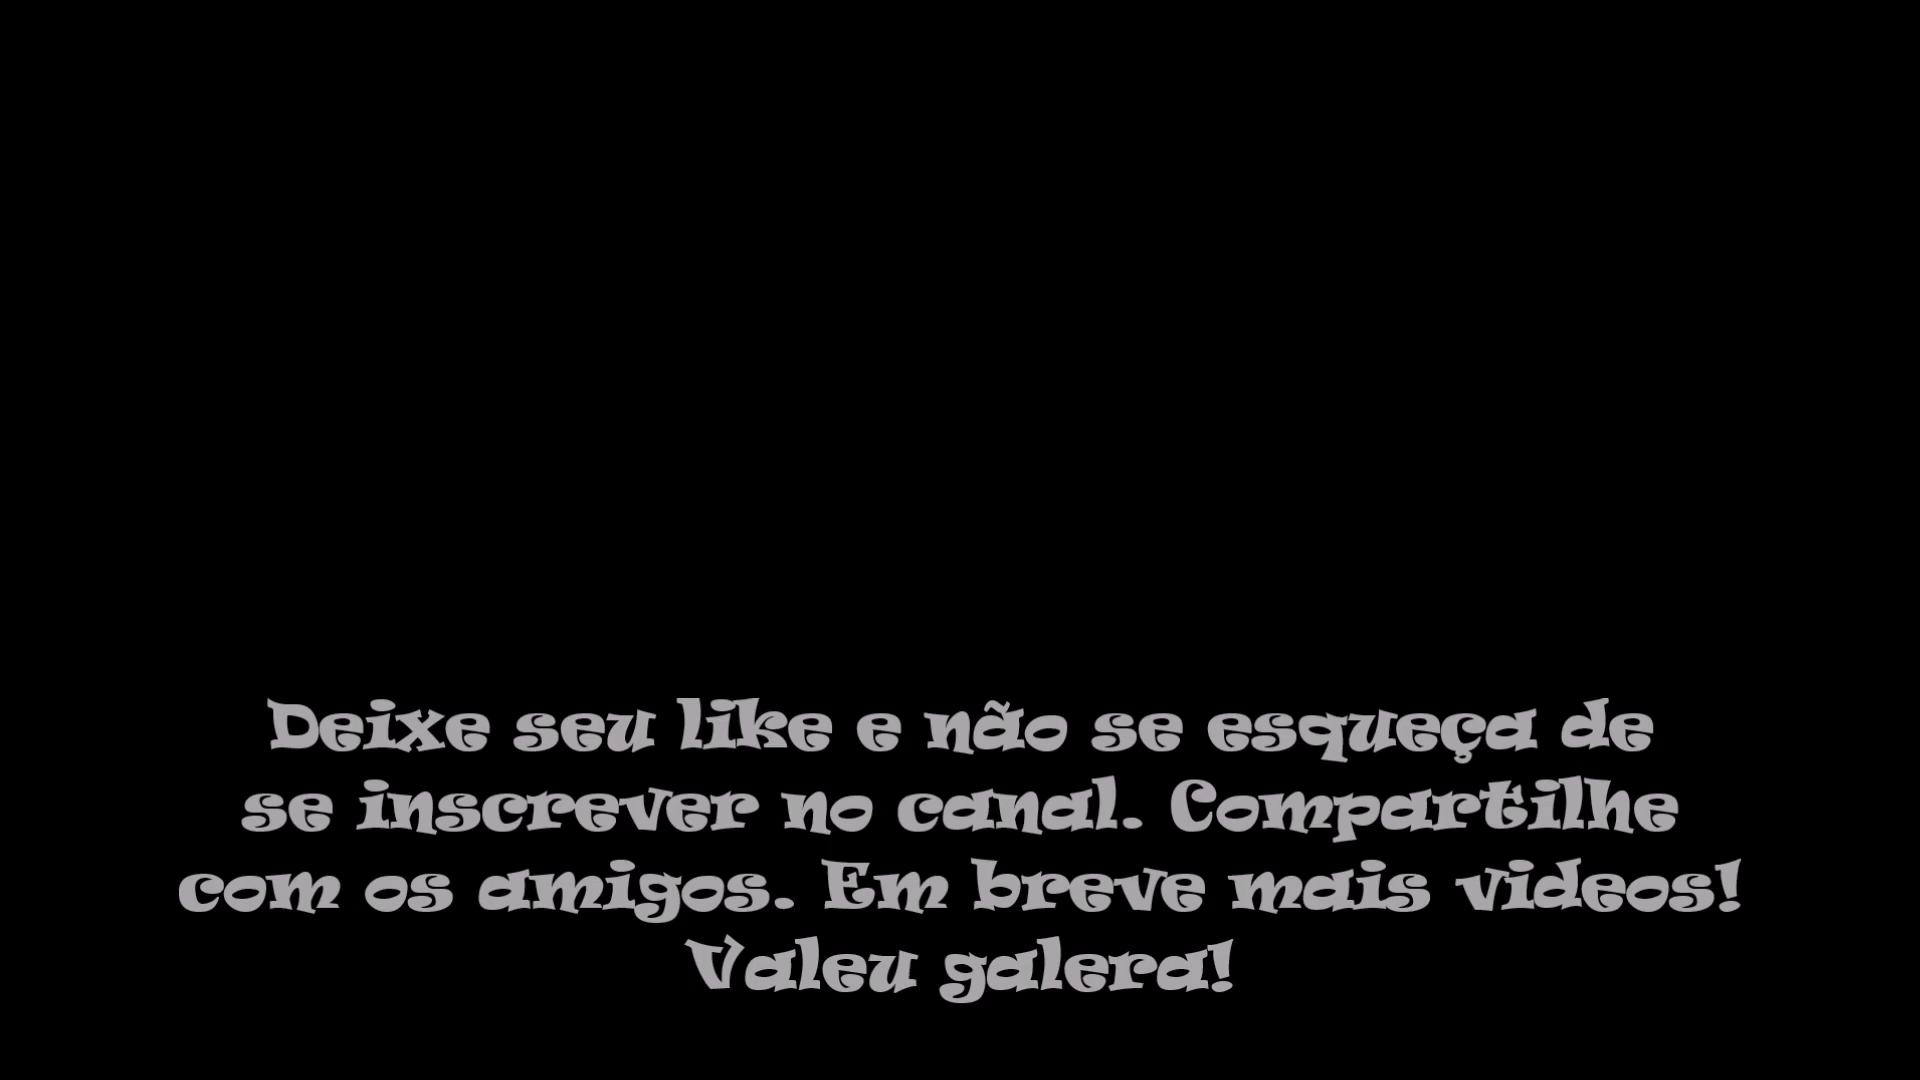 Deixe seu like e não se esqueça de
se inscrever no canal. Compartilhe
com os amigos. Em breve mais videos!
Valeu galera!